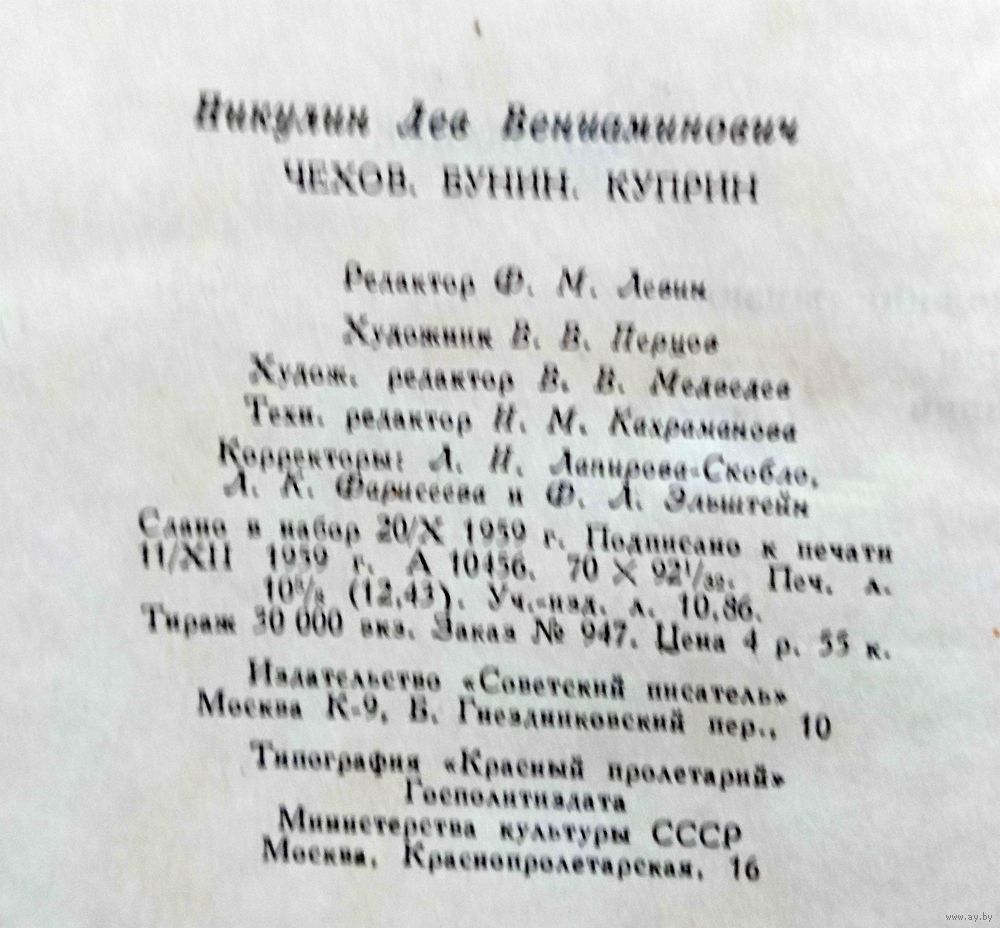 Никулин Лев Вениаминович
ЧЕХОВ. БУНИН. КУПРИН
Редактор Ф. М. Левин
Художник В. В. Перцов
Худож. редактор В. В. Медведев
Техн. редактор И. М. Кахраманова
Корректоры: Л. И. Лапирова-Скобло,
Л. К. Фарисеева и Ф. Л. Эльштейн
Сдано в набор 20/X 1959 г. Подписано к печати
11/XII 1959 г. А 10456. 70 × 92¹/₃₂. Печ. л.
10⁵/₈ (12,43). Уч.-изд. л. 10,86.
Тираж 30 000 экз. Заказ № 947. Цена 4 р. 55 к.
Издательство «Советский писатель»
Москва К-9, Б. Гнездниковский пер., 10
Типография «Красный пролетарий»
Госполитиздата
Министерства культуры СССР
Москва, Краснопролетарская, 16
www.ay.by